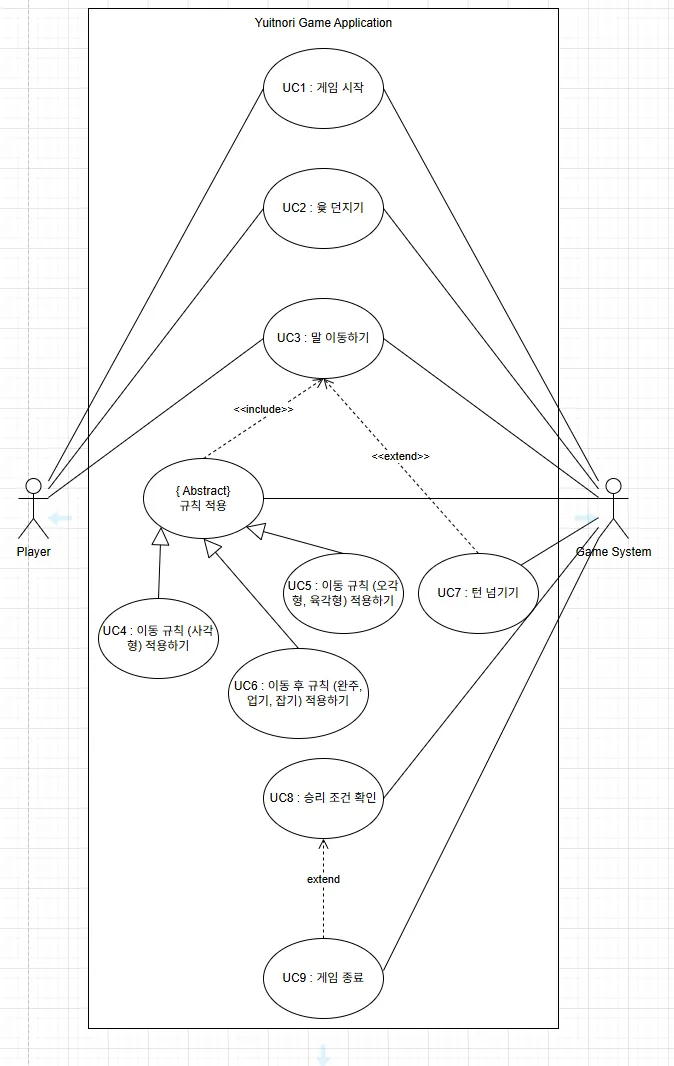 Yuitnori Game Application
UC1 : 게임 시작
UC2 : 윷 던지기
UC3 : 말 이동하기
<<include>>
<<extend>>
{ Abstract}
규칙 적용
Player
Game System
UC5 : 이동 규칙 (오각
형, 육각형) 적용하기
UC7 : 턴 넘기기
UC4 : 이동 규칙 (사각
형) 적용하기
UC6 : 이동 후 규칙 (완주,
업기, 잡기) 적용하기
UC8 : 승리 조건 확인
extend
UC9 : 게임 종료